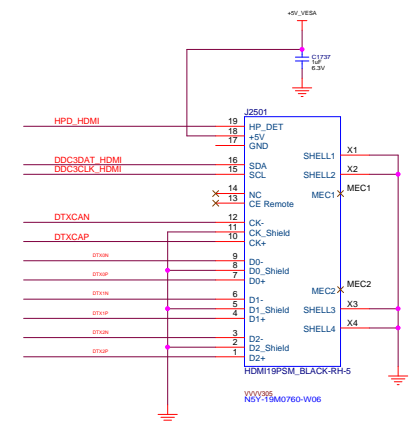 +5V_VESA
C1737
1uF
6.3V
J2501
HPD_HDMI 19 HP_DET
18 +5V
17 GND
X1 SHELL1
DDC3DAT_HDMI 16 SDA
DDC3CLK_HDMI 15 SCL
SHELL2 X2
14 NC
MEC1 MEC1
13 CE Remote
DTXCAN 12 CK-
11 CK_Shield
DTXCAP 10 CK+
DTX0N 9 D0-
8 D0_Shield
DTX0P 7 D0+
MEC2 MEC2
DTX1N 6 D1-
5 D1_Shield
SHELL3 X3
DTX1P 4 D1+
SHELL4 X4
DTX2N 3 D2-
2 D2_Shield
DTX2P 1 D2+
HDMI19PSM_BLACK-RH-5
VVVV305
N5Y-19M0760-W06